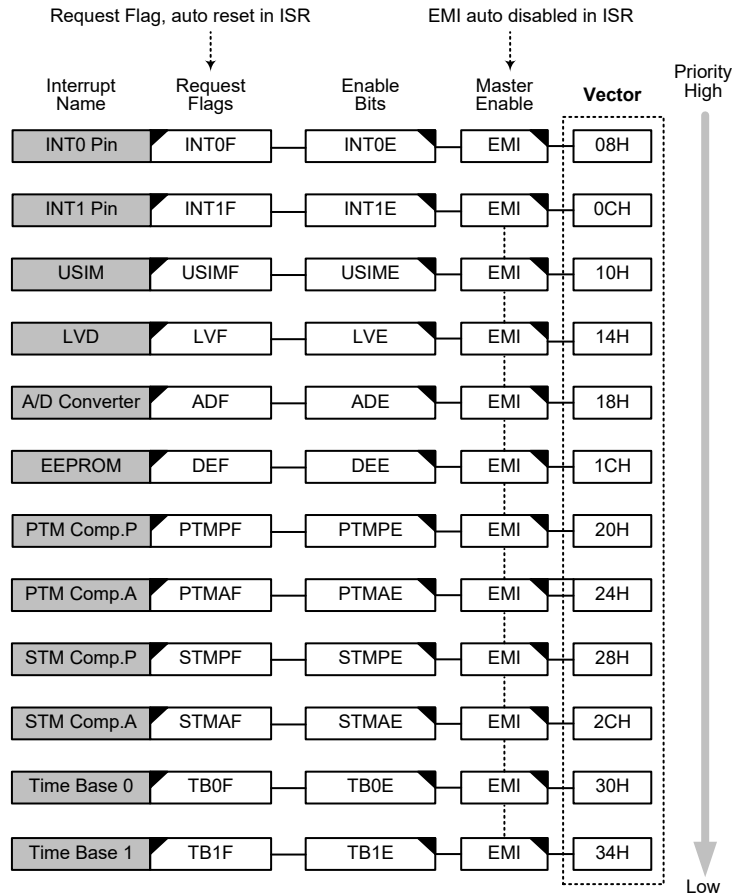 Request Flag, auto reset in ISR
EMI auto disabled in ISR
Interrupt
Name
Request
Flags
Enable
Bits
Master
Enable
Vector
Priority
High
INT0 Pin INT0F INT0E EMI 08H
INT1 Pin INT1F INT1E EMI 0CH
USIM USIMF USIME EMI 10H
LVD LVF LVE EMI 14H
A/D Converter ADF ADE EMI 18H
EEPROM DEF DEE EMI 1CH
PTM Comp.P PTMPF PTMPE EMI 20H
PTM Comp.A PTMAF PTMAE EMI 24H
STM Comp.P STMPF STMPE EMI 28H
STM Comp.A STMAF STMAE EMI 2CH
Time Base 0 TB0F TB0E EMI 30H
Time Base 1 TB1F TB1E EMI 34H
Low